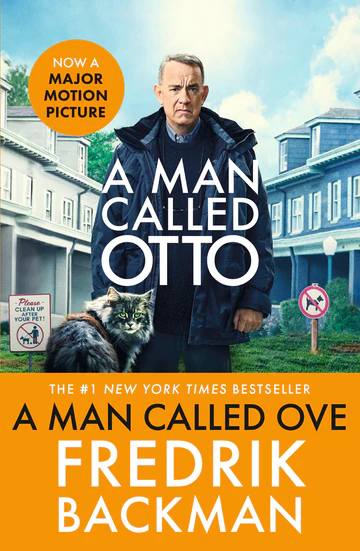 NOW A
MAJOR
MOTION
PICTURE
A MAN
CALLED
OTTO
Please
CLEAN UP
AFTER
YOUR PET!
THE #1 NEW YORK TIMES BESTSELLER
A MAN CALLED OVE
FREDRIK
BACKMAN